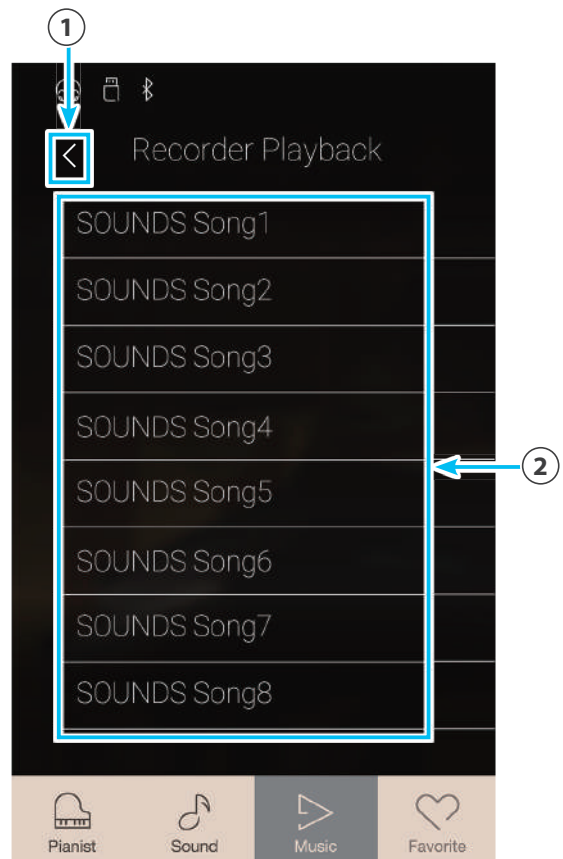 1
Recorder Playback
SOUNDS Song1
SOUNDS Song2
SOUNDS Song3
SOUNDS Song4
2
SOUNDS Song5
SOUNDS Song6
SOUNDS Song7
SOUNDS Song8
Pianist Sound Music Favorite